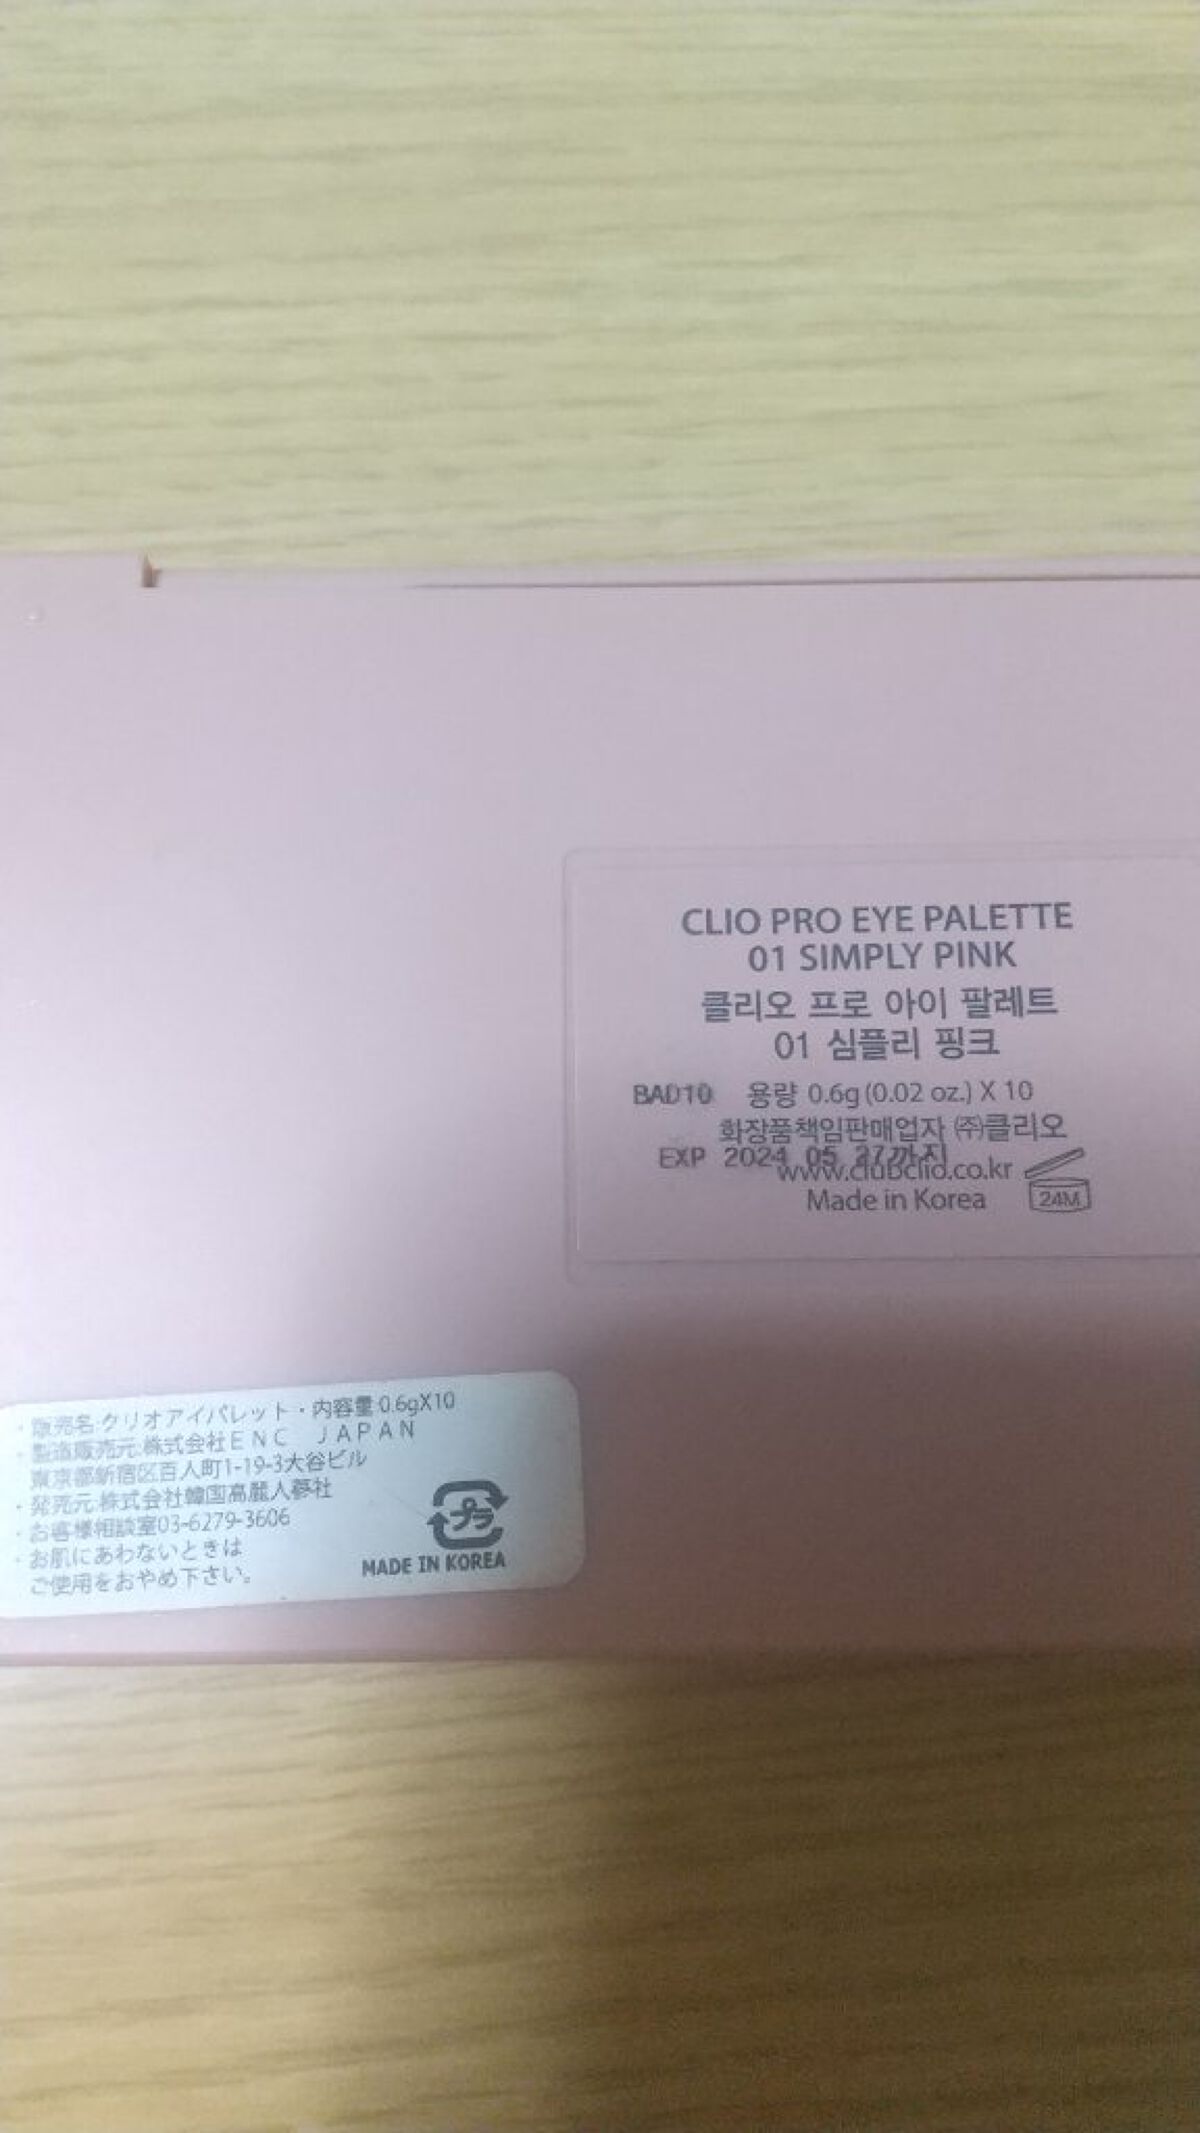 CLIO PRO EYE PALETTE
01 SIMPLY PINK
클리오 프로 아이 팔레트
01 심플리 핑크
BAD10 용량 0.6g (0.02 oz.) X 10
화장품책임판매업자 ㈜클리오
EXP 2024 05 27까지
www.clubclio.co.kr
Made in Korea 24M
・販売名:クリオアイパレット・内容量 0.6gX10
・製造販売元:株式会社ENC JAPAN
東京都新宿区百人町1-19-3大谷ビル
・発売元:株式会社韓国高麗人蔘社
・お客様相談室03-6279-3606
・お肌にあわないときは
ご使用をおやめ下さい。
プラ
MADE IN KOREA